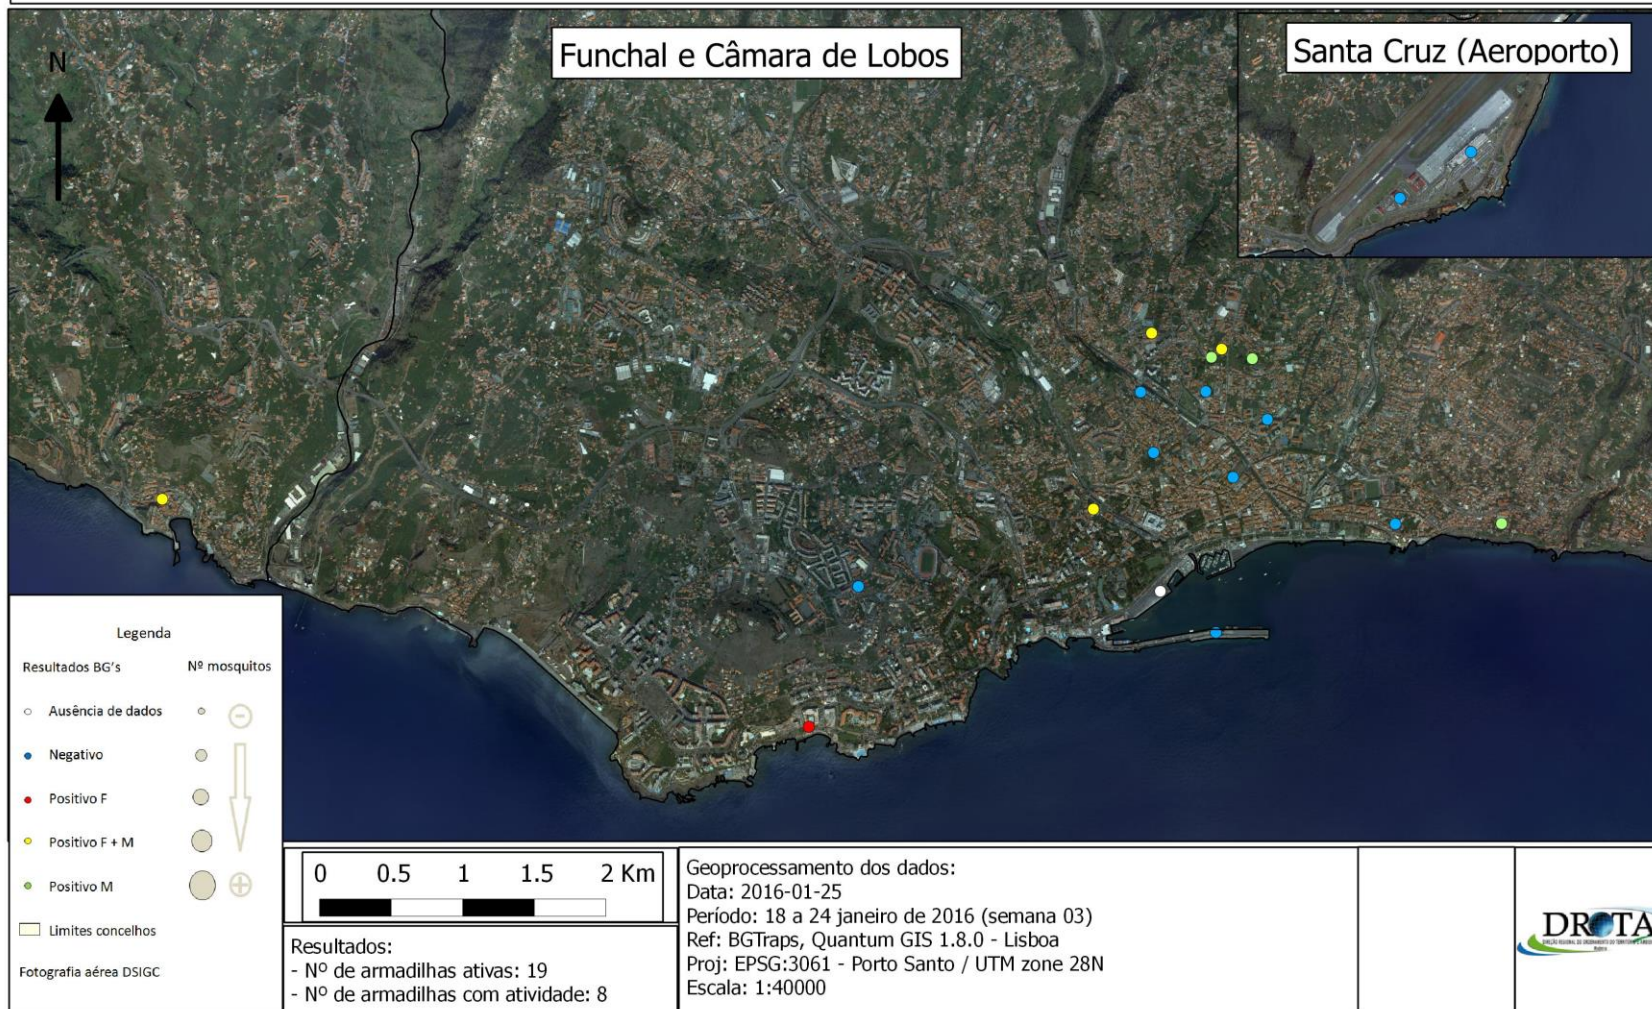 Funchal e Câmara de Lobos
Santa Cruz (Aeroporto)
N
Legenda
Resultados BG's
Nº mosquitos
Ausência de dados
Negativo
Positivo F
Positivo F + M
Positivo M
Limites concelhos
Fotografia aérea DSIGC
0 0.5 1 1.5 2 Km
Resultados:
- Nº de armadilhas ativas: 19
- Nº de armadilhas com atividade: 8
Geoprocessamento dos dados:
Data: 2016-01-25
Período: 18 a 24 janeiro de 2016 (semana 03)
Ref: BGTraps, Quantum GIS 1.8.0 - Lisboa
Proj: EPSG:3061 - Porto Santo / UTM zone 28N
Escala: 1:40000
DROTA